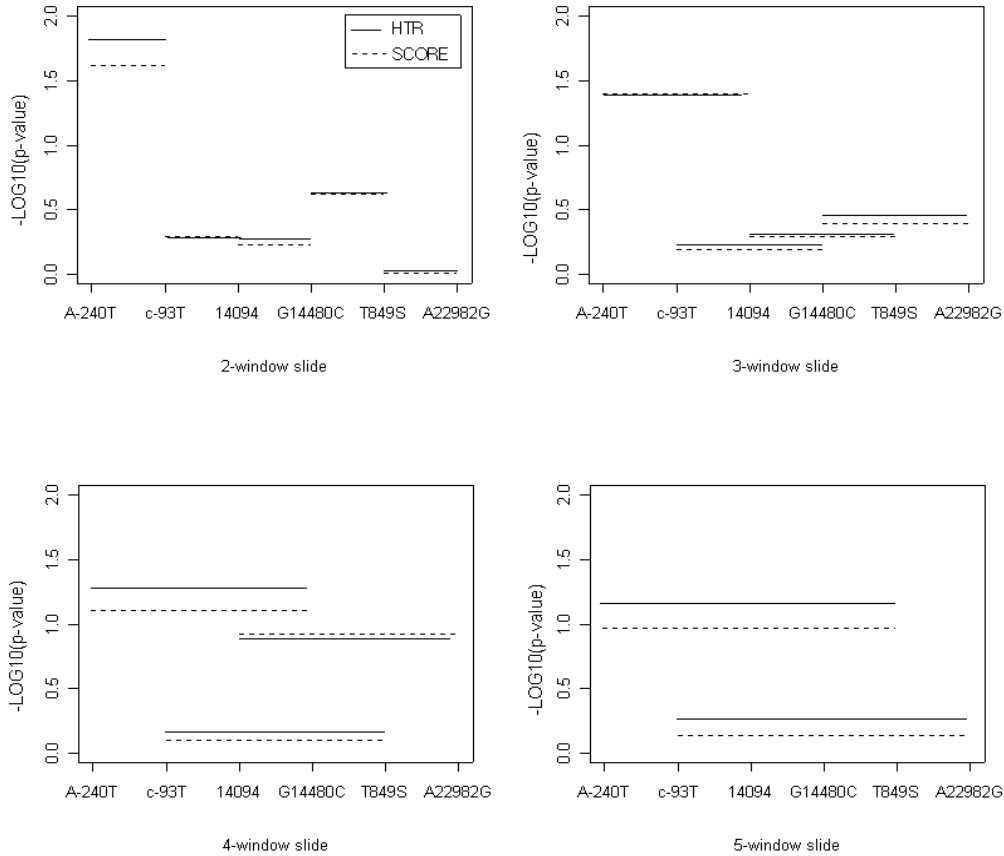 -LOG10(p-value)
2.0
1.5
1.0
0.5
0.0
HTR
SCORE
A-240T c-93T 14094 G14480C T849S A22982G
2-window slide
-LOG10(p-value)
2.0
1.5
1.0
0.5
0.0
A-240T c-93T 14094 G14480C T849S A22982G
3-window slide
-LOG10(p-value)
2.0
1.5
1.0
0.5
0.0
A-240T c-93T 14094 G14480C T849S A22982G
4-window slide
-LOG10(p-value)
2.0
1.5
1.0
0.5
0.0
A-240T c-93T 14094 G14480C T849S A22982G
5-window slide